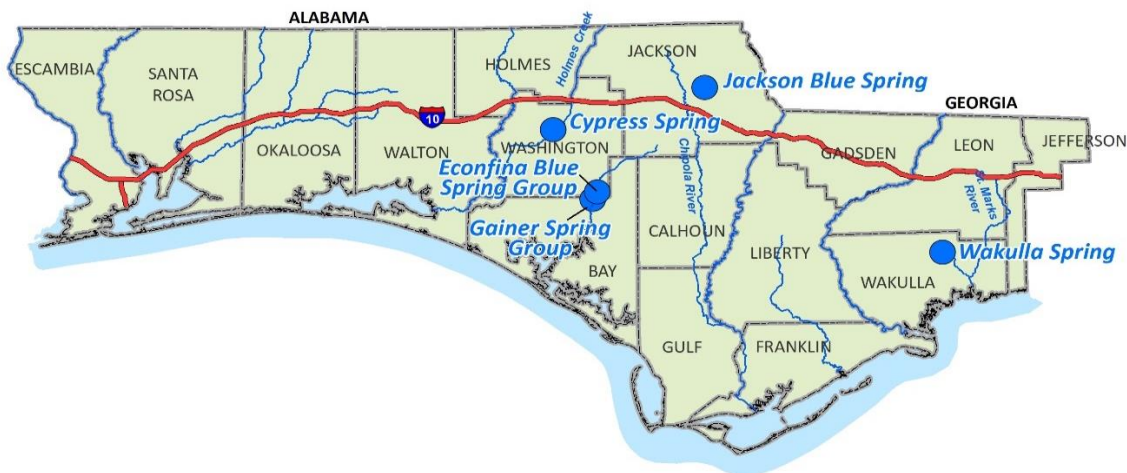 ALABAMA
ESCAMBIA
SANTA
ROSA
OKALOOSA
WALTON
HOLMES
Holmes Creek
JACKSON
Jackson Blue Spring
10
Cypress Spring
WASHINGTON
Econfina Blue
Spring Group
Gainer Spring
Group
BAY
Chipola River
CALHOUN
GULF
LIBERTY
FRANKLIN
GEORGIA
GADSDEN
LEON
JEFFERSON
St. Marks
River
Wakulla Spring
WAKULLA